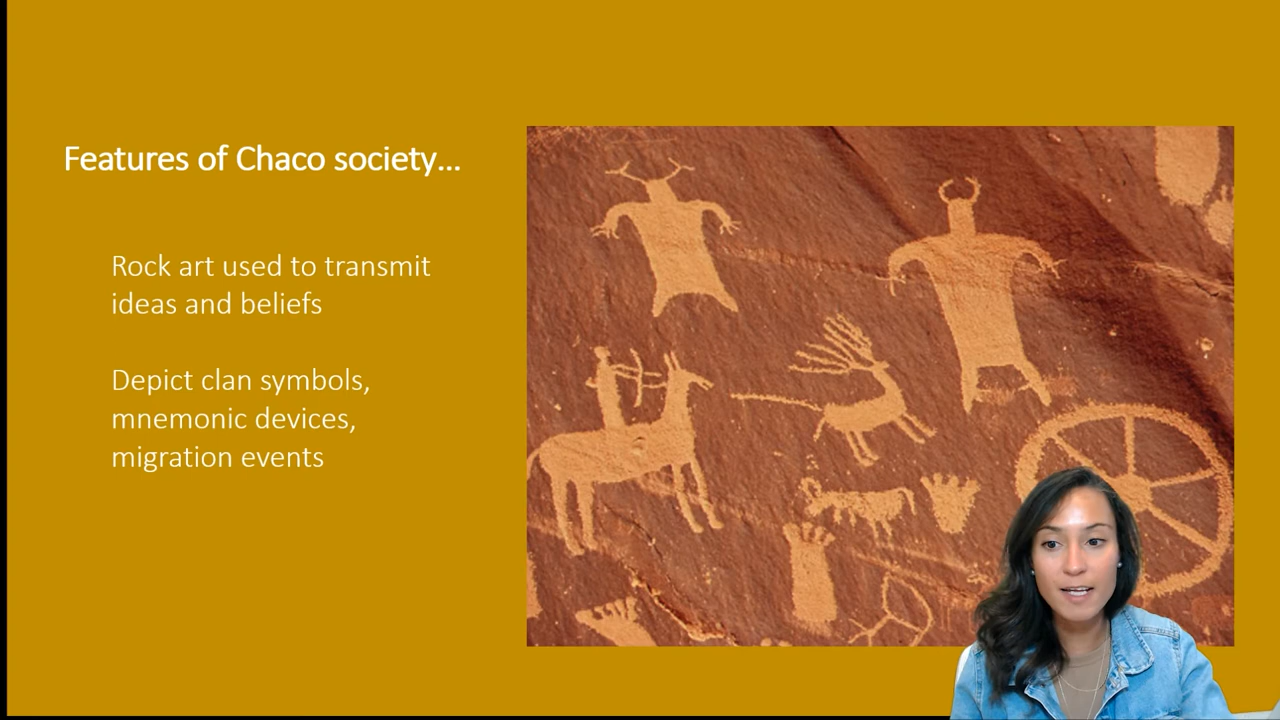 Features of Chaco society...
Rock art used to transmit
ideas and beliefs
Depict clan symbols,
mnemonic devices,
migration events